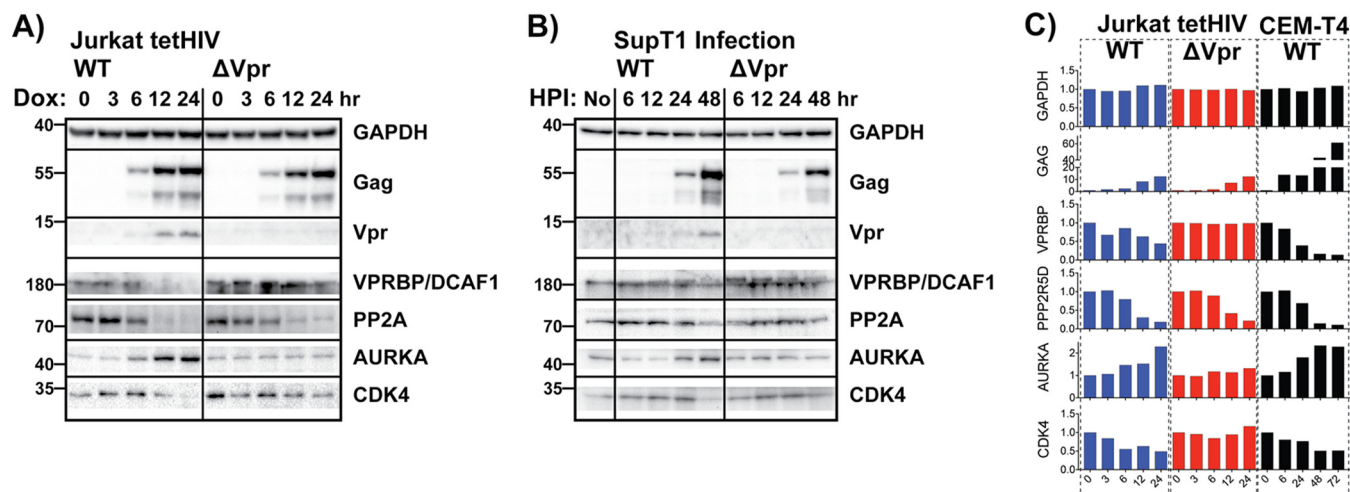 A)
Jurkat tetHIV
WT ΔVpr
Dox: 0 3 6 12 24 0 3 6 12 24 hr
40 GAPDH
55 Gag
15 Vpr
180 VPRBP/DCAF1
70 PP2A
40 AURKA
35 CDK4
B)
SupT1 Infection
WT ΔVpr
HPI: No 6 12 24 48 6 12 24 48 hr
40 GAPDH
55 Gag
15 Vpr
180 VPRBP/DCAF1
70 PP2A
40 AURKA
35 CDK4
C)
Jurkat tetHIV CEM-T4
WT ΔVpr WT
GAPDH 1.5 1.0 0.5 0.0
GAG 60 40 20 10 0
VPRBP 1.5 1.0 0.5 0.0
PPP2R5D 1.5 1.0 0.5 0.0
AURKA 2 1 0
CDK4 1.5 1.0 0.5 0.0
0 3 6 12 24 0 3 6 12 24 0 6 24 48 72